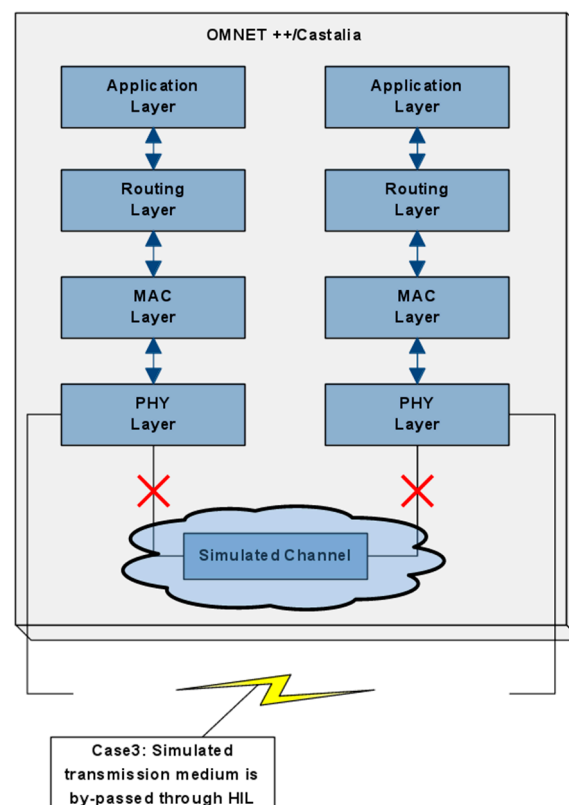 OMNET ++/Castalia
Application
Layer
Application
Layer
Routing
Layer
Routing
Layer
MAC
Layer
MAC
Layer
PHY
Layer
PHY
Layer
Simulated Channel
Case3: Simulated
transmission medium is
by-passed through HIL